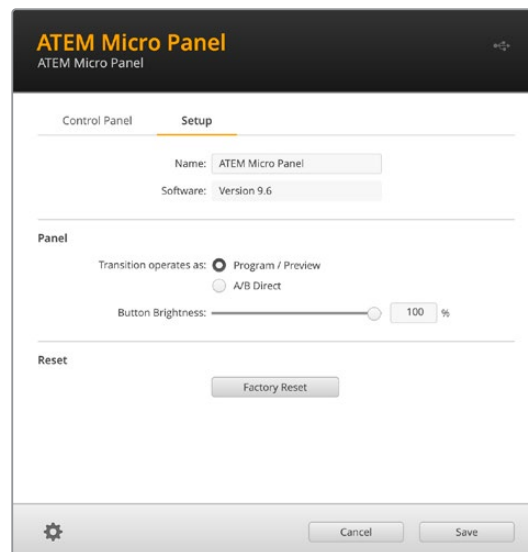 ATEM Micro Panel
ATEM Micro Panel
Control Panel Setup
Name: ATEM Micro Panel
Software: Version 9.6
Panel
Transition operates as: Program / Preview
A/B Direct
Button Brightness: 100 %
Reset
Factory Reset
Cancel Save